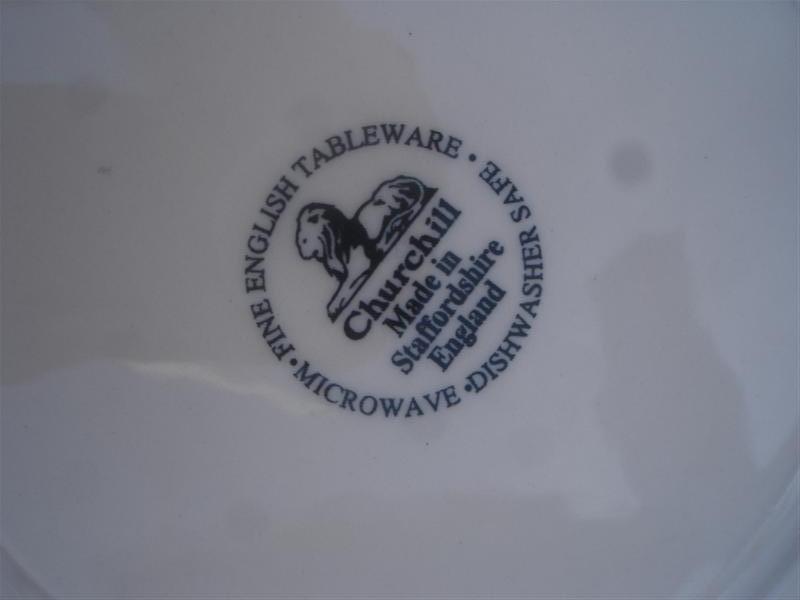 FINE ENGLISH TABLEWARE •
MICROWAVE • DISHWASHER SAFE •
Churchill
Made in
Staffordshire
England